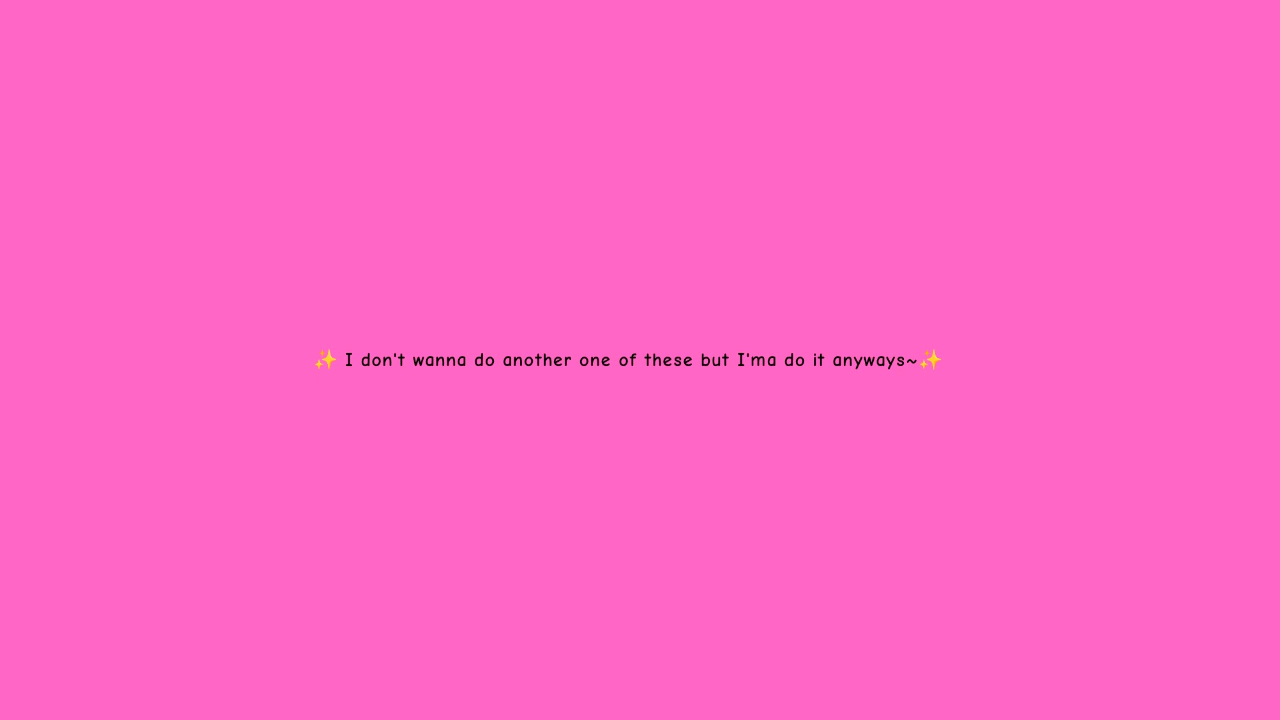 ✨ I don't wanna do another one of these but I'ma do it anyways~✨